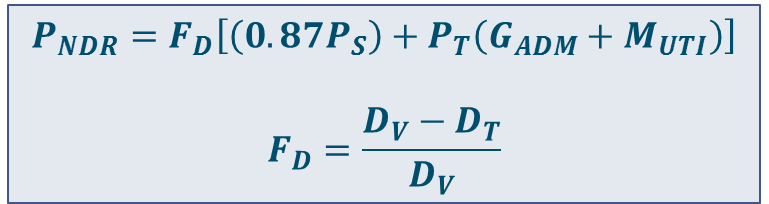 P_NDR = F_D[(0.87P_S) + P_T(G_ADM + M_UTI)]
F_D = (D_V − D_T) / D_V